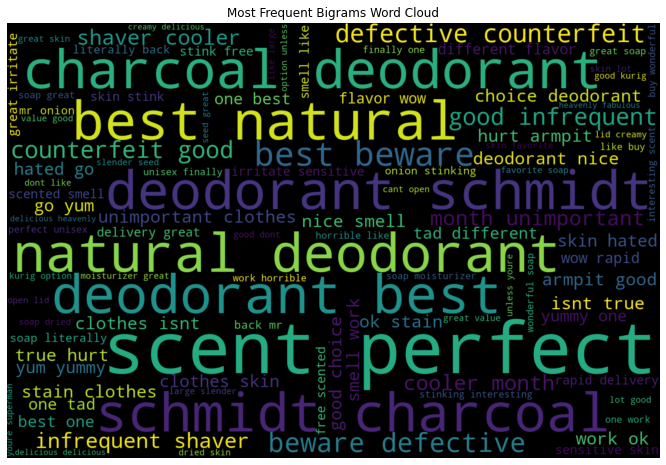 Most Frequent Bigrams Word Cloud
creamy delicious
great skin
literally back
shaver cooler
stink free
like large
option unless
smell like
defective counterfeit
finally one
different flavor
great soap
skin lot
buy wonderful
great irritate
charcoal deodorant
good kurig
mr onion
soap great
skin stink
one best
seed great
flavor wow
choice deodorant
heavenly fabulous
value good
best natural
good infrequent
hurt armpit
lid creamy
like buy
counterfeit good
slender seed
best beware
deodorant nice
skin favorite
interesting scent
hated go
unisex finally
irritate sensitive
onion stinking
favorite soap
scented smell
dont like
deodorant schmidt
cant open
go yum
unimportant clothes
nice smell
month unimportant
delicious heavenly
perfect unisex
delivery great
good dont
horrible like
tad different
skin hated
wow rapid
natural deodorant
kurig option
moisturizer great
work horrible
soap moisturizer
unless youre
wonderful soap
armpit good
open lid
deodorant best
isnt true
soap dried
clothes isnt
back mr
ok stain
great value
yummy one
soap literally
scent perfect
true hurt
yum yummy
free scented
good choice
smell work
stain clothes
clothes skin
cooler month
rapid delivery
large slender
stinking interesting
one tad
schmidt charcoal
lot good
best one
one work
youre superman
infrequent shaver
beware defective
work ok
delicious delicious
dried skin
sensitive skin